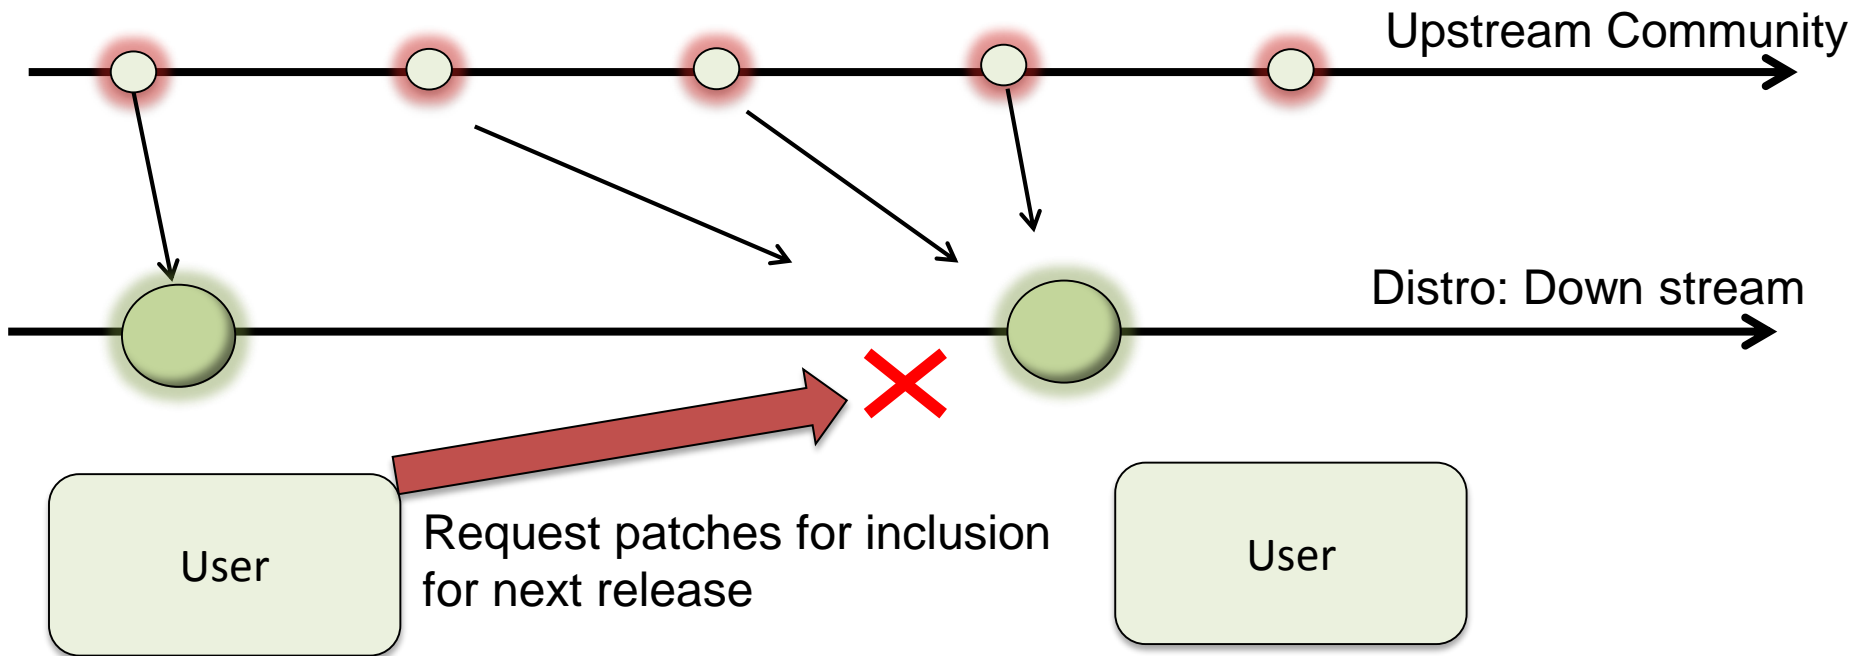 Upstream Community
Distro: Down stream
User
Request patches for inclusion
for next release
User